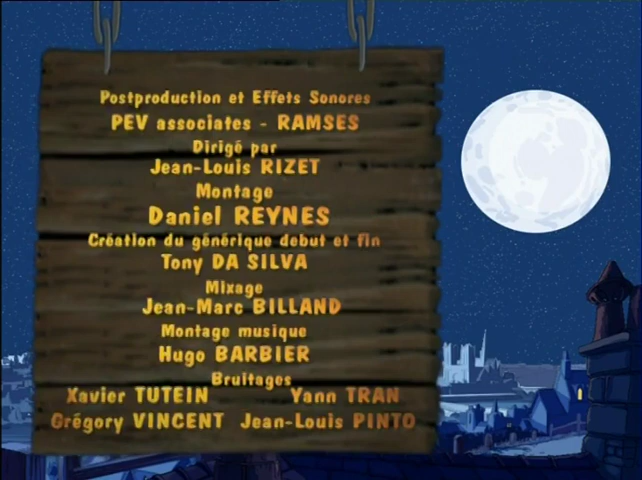 Postproduction et Effets Sonores
PEV associates - RAMSES
Dirigé par
Jean-Louis RIZET
Montage
Daniel REYNES
Création du générique debut et fin
Tony DA SILVA
Mixage
Jean-Marc BILLAND
Montage musique
Hugo BARBIER
Bruitages
Xavier TUTEIN Yann TRAN
Grégory VINCENT Jean-Louis PINTO